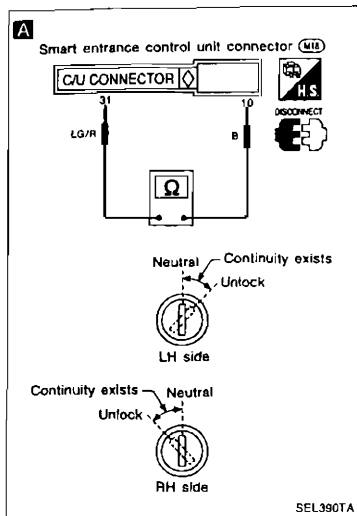 A
Smart entrance control unit connector (M18)
C/U CONNECTOR
H.S.
31
10
DISCONNECT
LG/R
B
Ω
Neutral
Continuity exists
Unlock
LH side
Continuity exists
Neutral
Unlock
RH side
SEL390TA